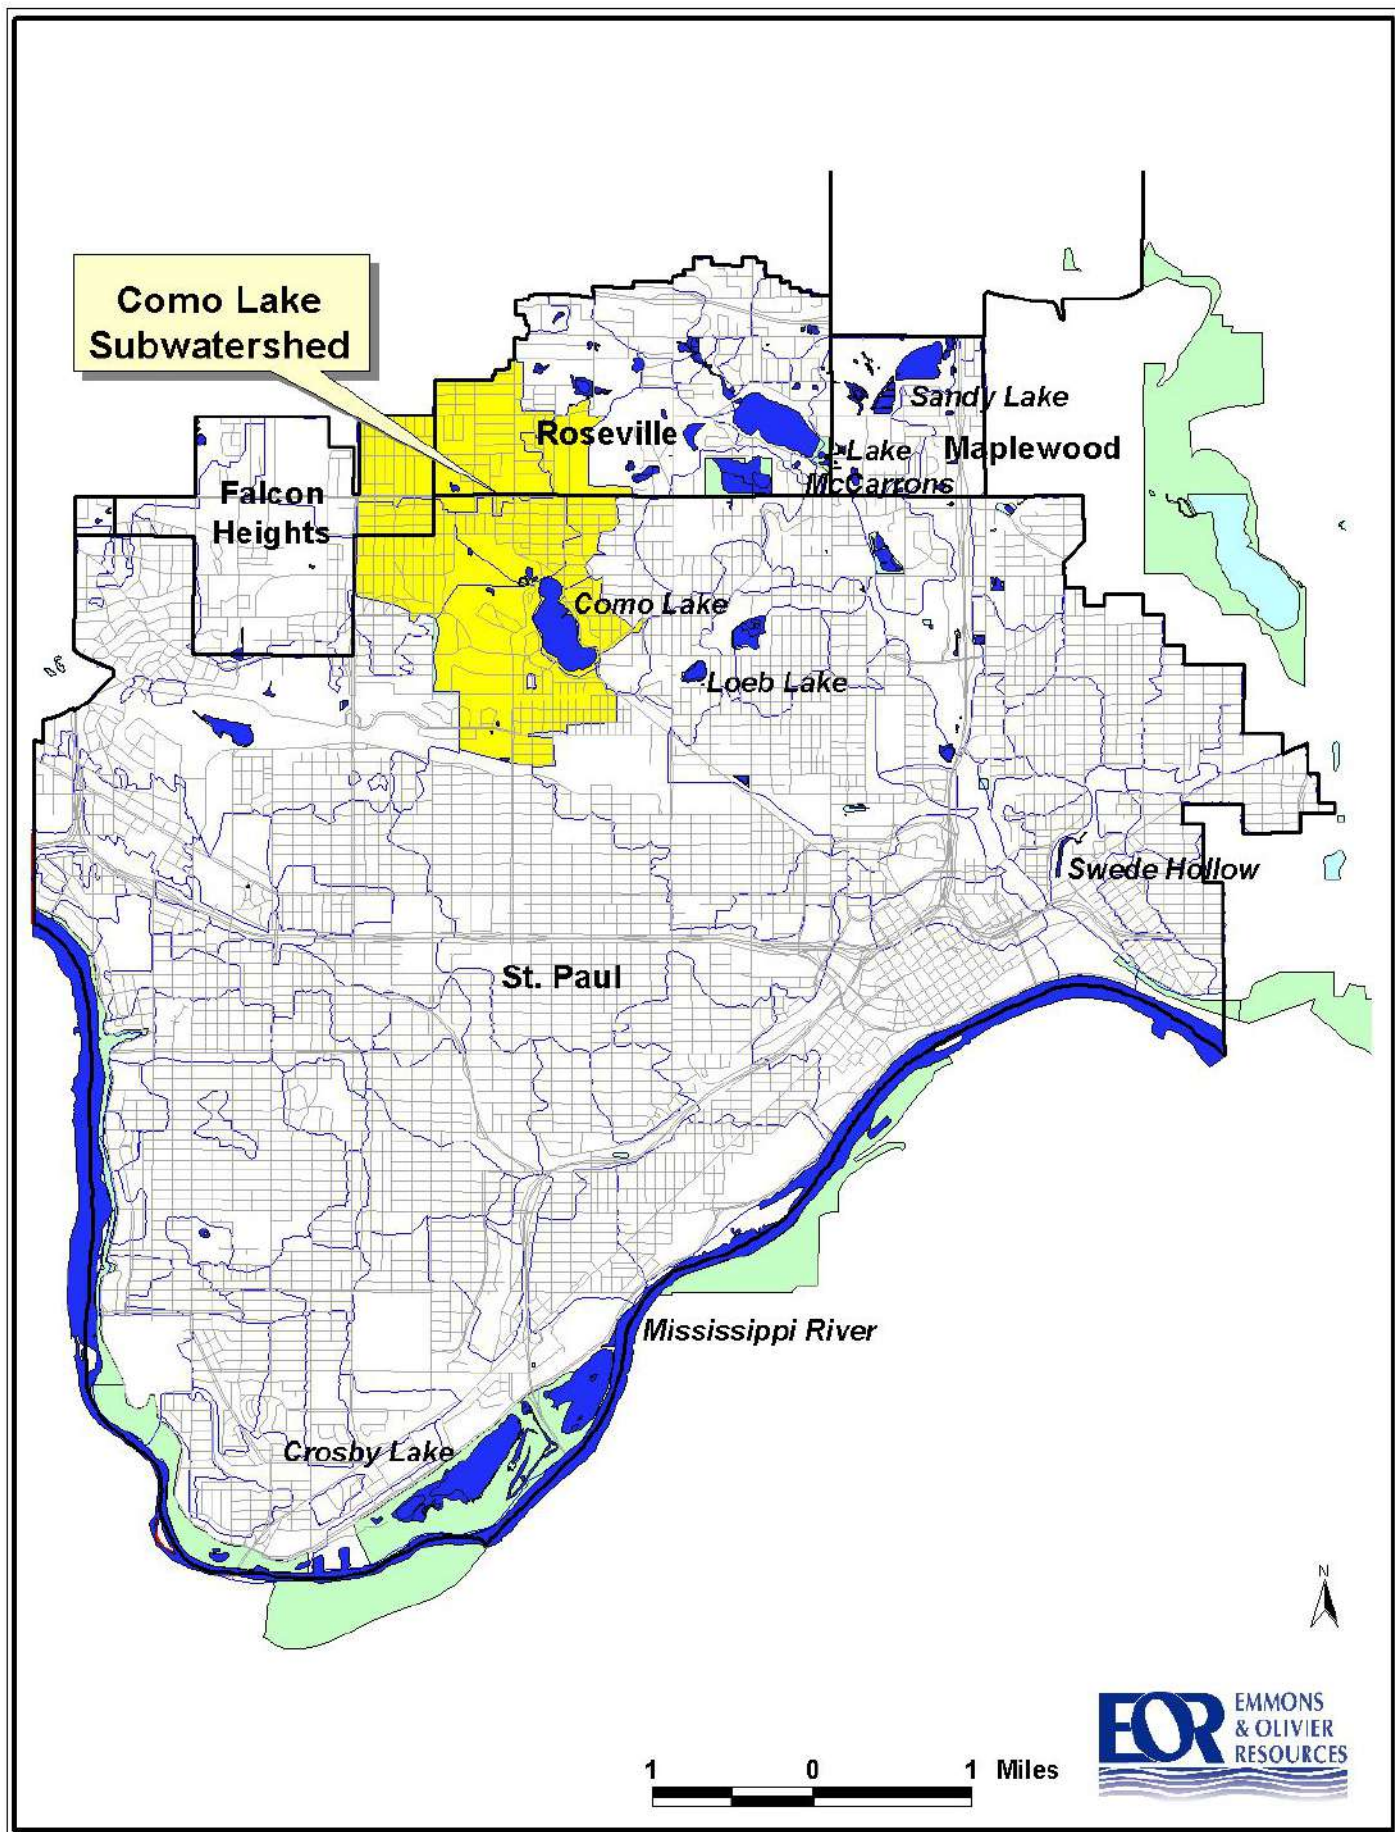 Como Lake
Subwatershed
Sandy Lake
Roseville
Lake
McCarrons
Maplewood
Falcon
Heights
Como Lake
Loeb Lake
Swede Hollow
St. Paul
Mississippi River
Crosby Lake
N
EOR
EMMONS
& OLIVIER
RESOURCES
1 0 1 Miles